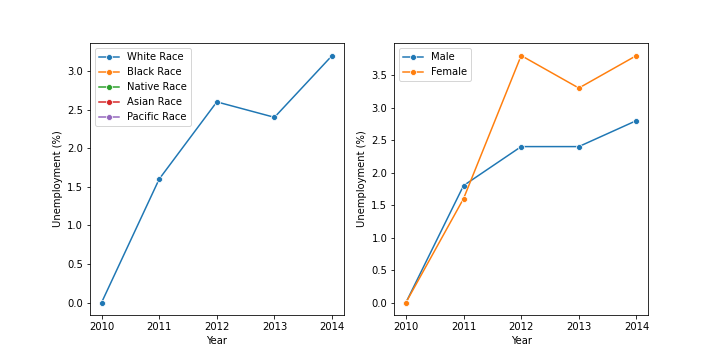 White Race
Black Race
Native Race
Asian Race
Pacific Race
3.0
2.5
2.0
1.5
1.0
0.5
0.0
Unemployment (%)
2010 2011 2012 2013 2014
Year
Male
Female
3.5
3.0
2.5
2.0
1.5
1.0
0.5
0.0
Unemployment (%)
2010 2011 2012 2013 2014
Year